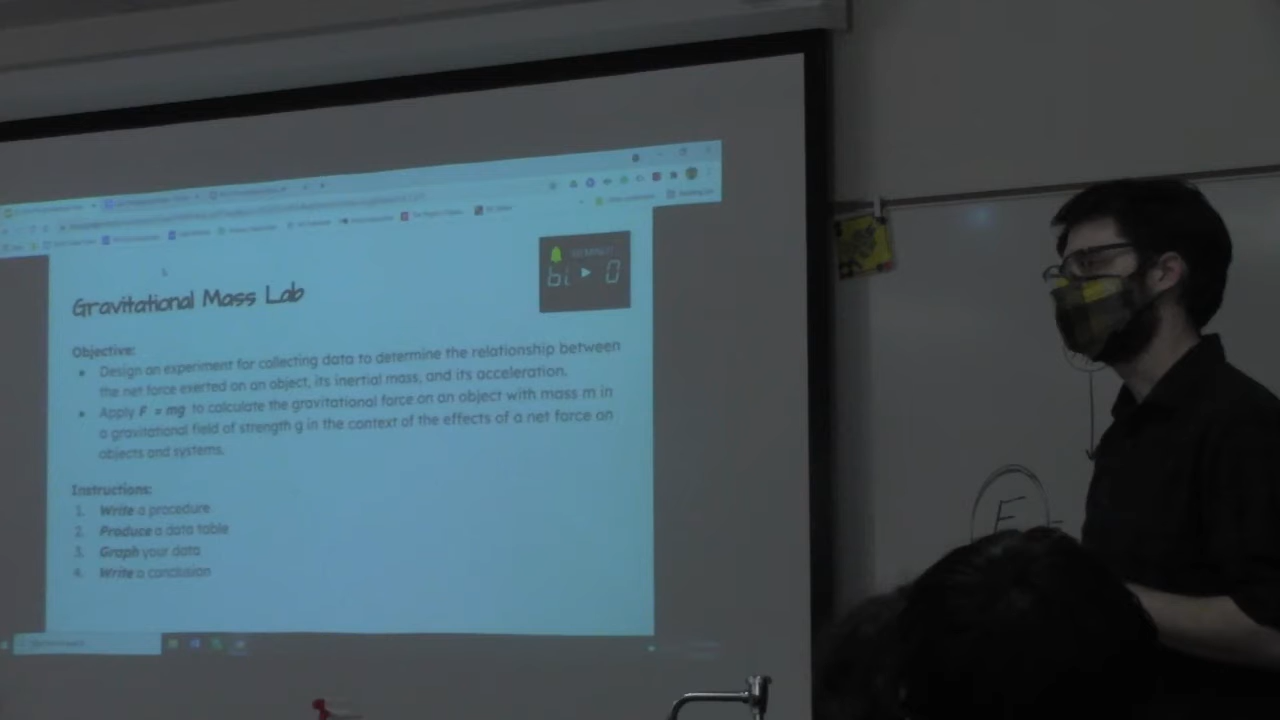 Gravitational Mass Lab
Objective:
• Design an experiment for collecting data to determine the relationship between
the net force exerted on an object, its inertial mass, and its acceleration.
• Apply F = mg to calculate the gravitational force on an object with mass m in
a gravitational field of strength g in the context of the effects of a net force on
objects and systems.
Instructions:
1. Write a procedure
2. Produce a data table
3. Graph your data
4. Write a conclusion
F